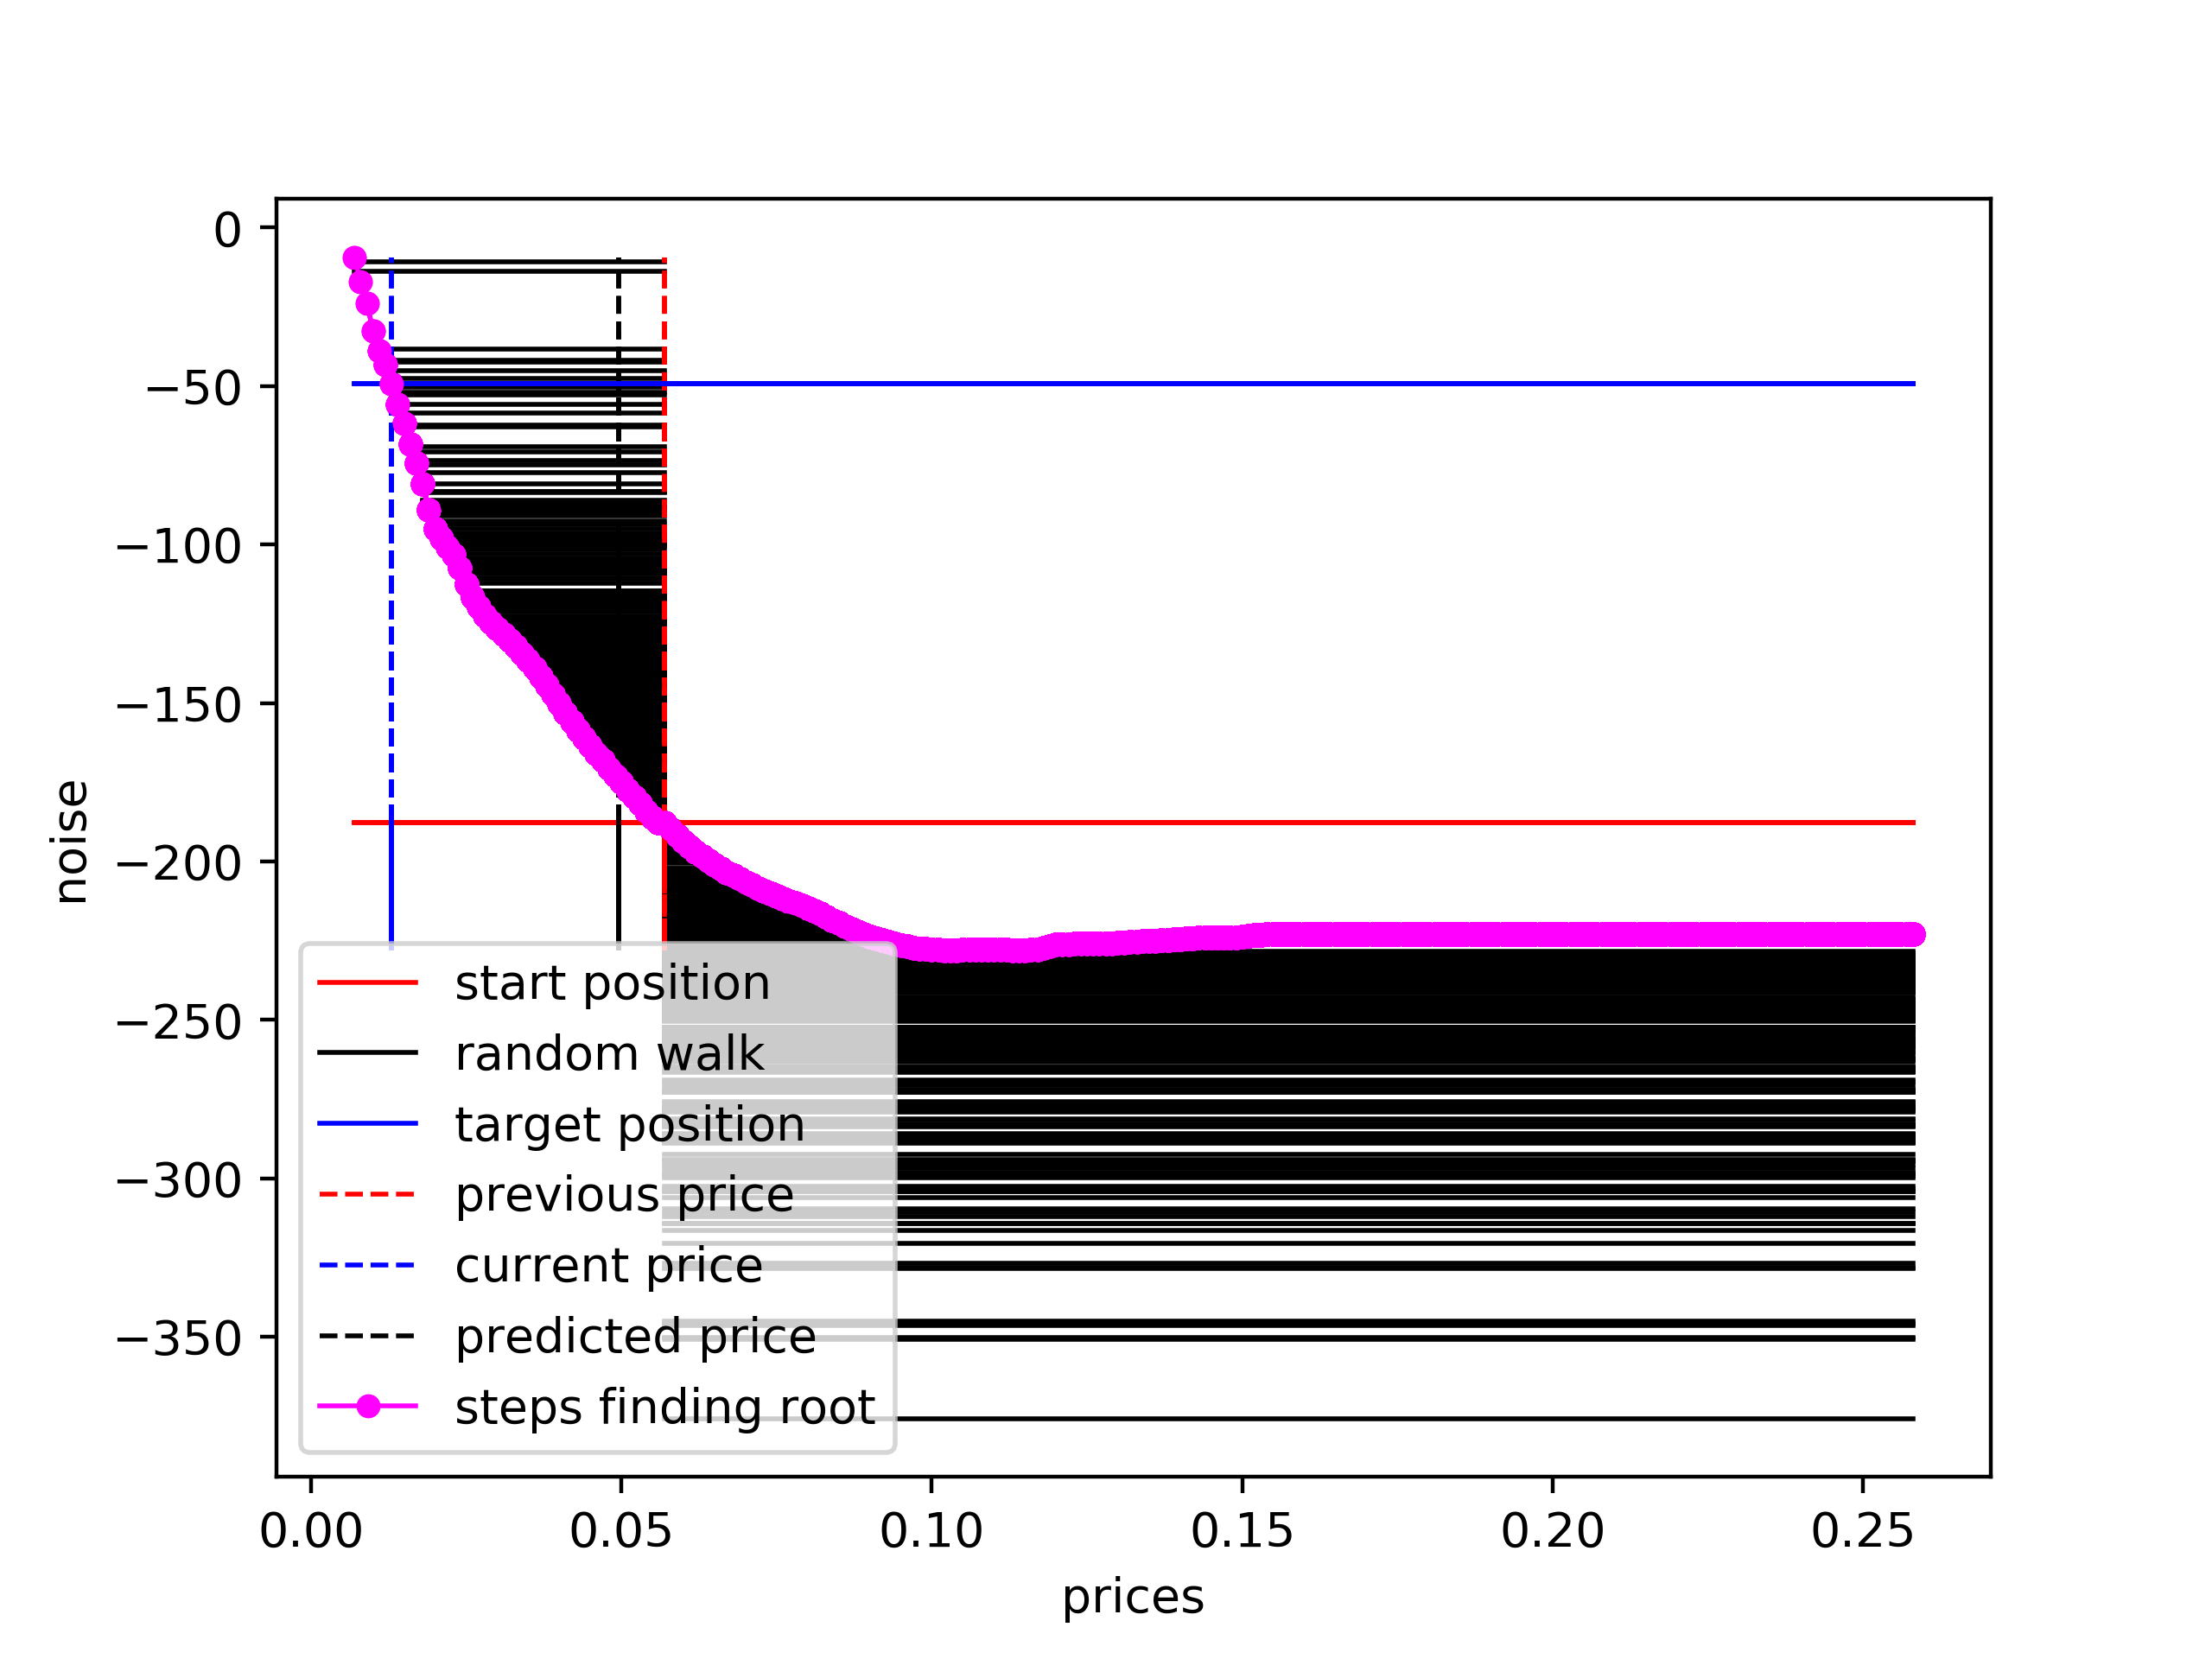 0
−50
−100
−150
−200
−250
−300
−350
noise
start position
random walk
target position
previous price
current price
predicted price
steps finding root
0.00 0.05 0.10 0.15 0.20 0.25
prices